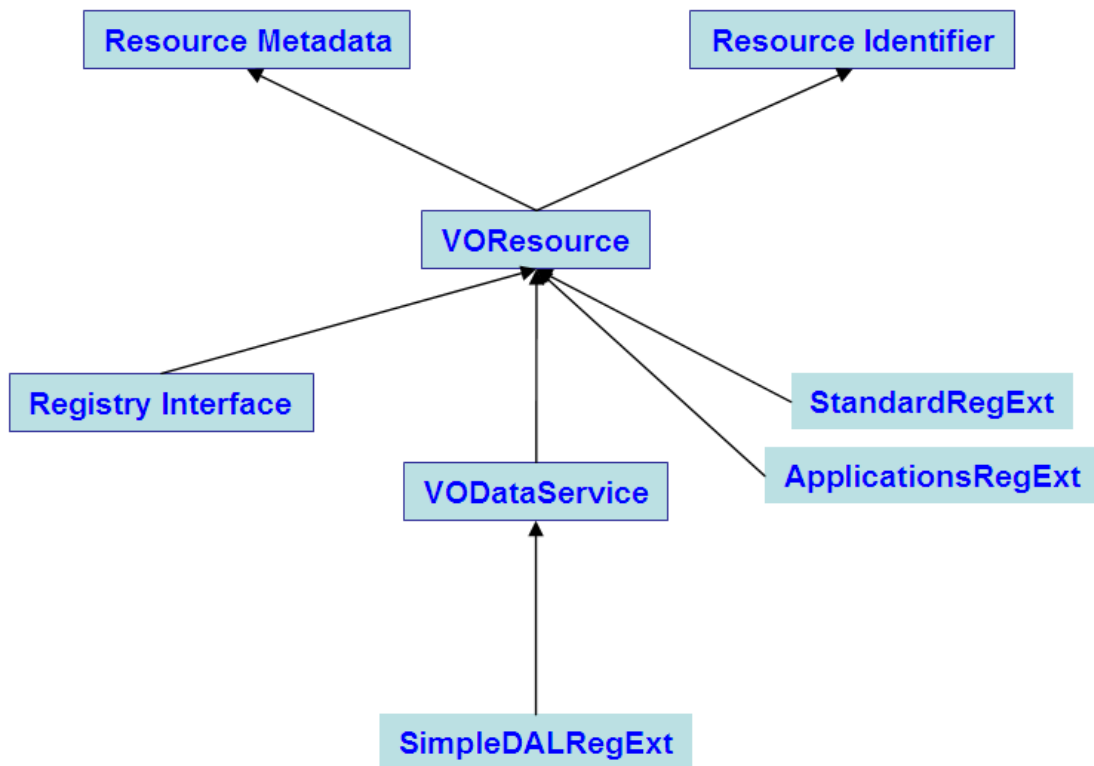 Resource Metadata
Resource Identifier
VOResource
Registry Interface
StandardRegExt
ApplicationsRegExt
VODataService
SimpleDALRegExt